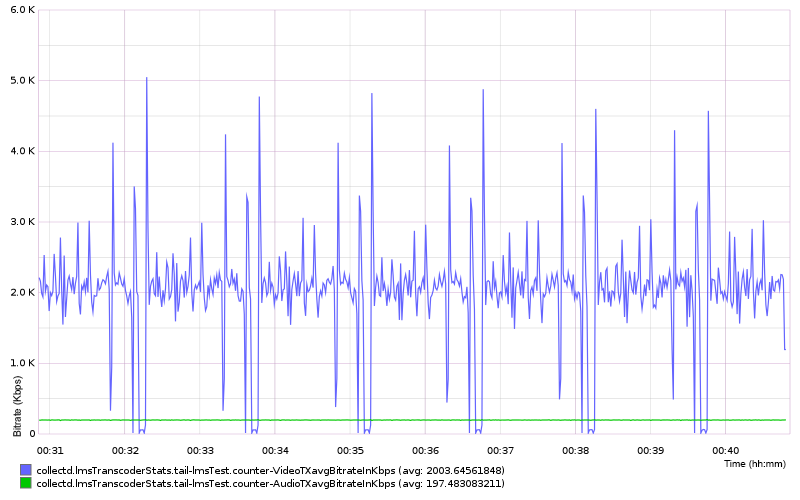 6.0 K
5.0 K
4.0 K
3.0 K
2.0 K
1.0 K
0
Bitrate (Kbps)
00:31 00:32 00:33 00:34 00:35 00:36 00:37 00:38 00:39 00:40
Time (hh:mm)
collectd.lmsTranscoderStats.tail-lmsTest.counter-VideoTXavgBitrateInKbps (avg: 2003.64561848)
collectd.lmsTranscoderStats.tail-lmsTest.counter-AudioTXavgBitrateInKbps (avg: 197.483083211)